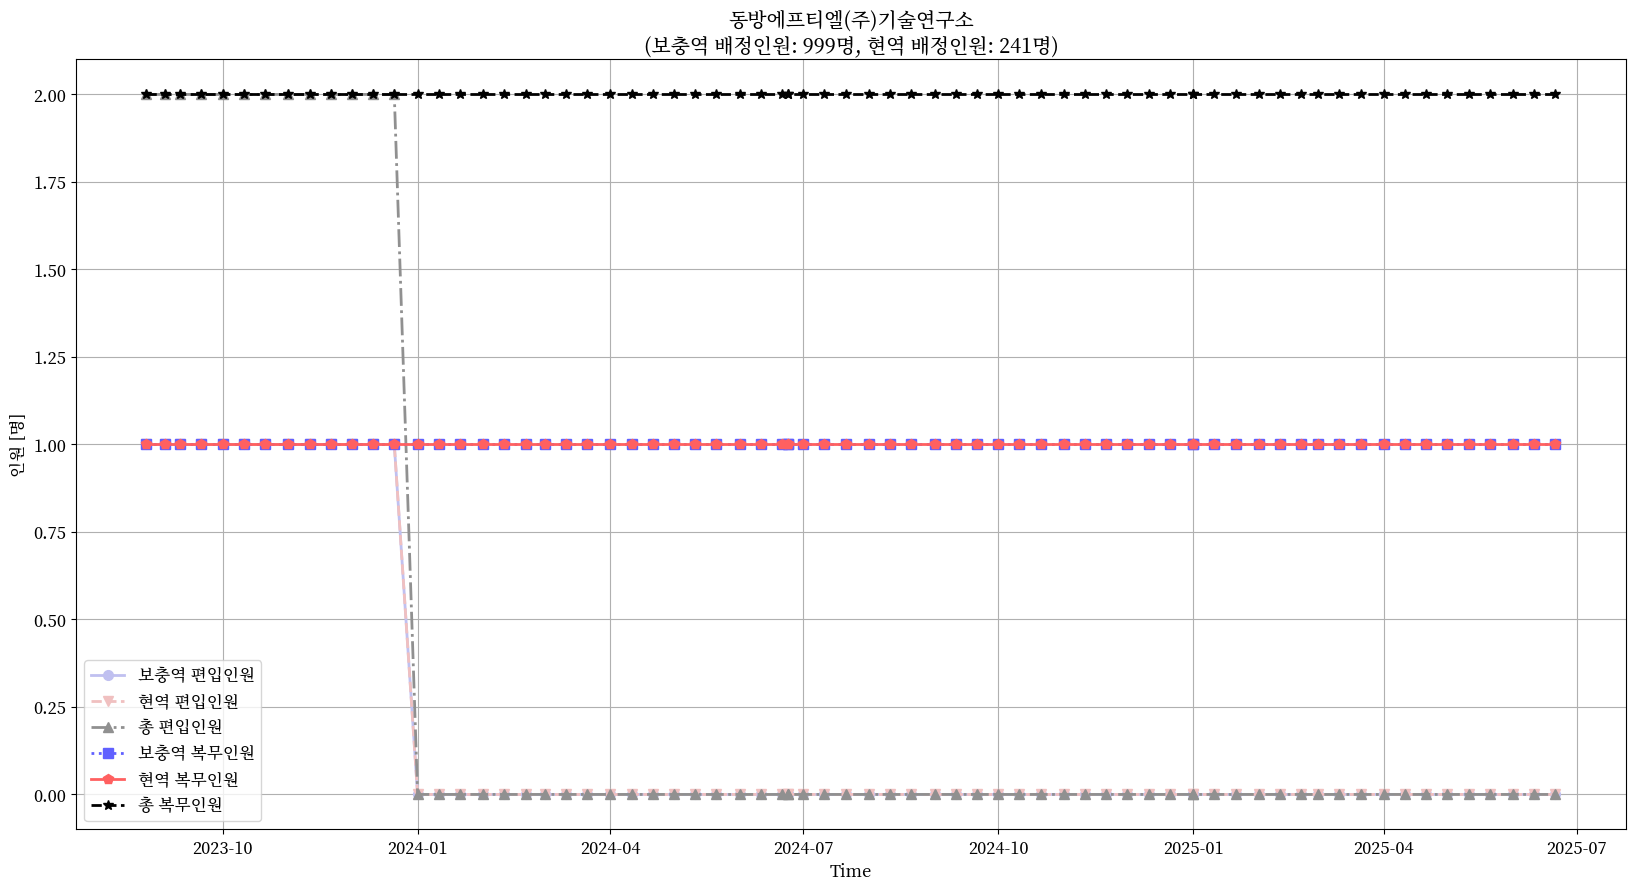 동방에프티엘(주)기술연구소
(보충역 배정인원: 999명, 현역 배정인원: 241명)
2.00
1.75
1.50
1.25
1.00
0.75
0.50
0.25
0.00
인원 [명]
보충역 편입인원
현역 편입인원
총 편입인원
보충역 복무인원
현역 복무인원
총 복무인원
2023-10
2024-01
2024-04
2024-07
2024-10
2025-01
2025-04
2025-07
Time